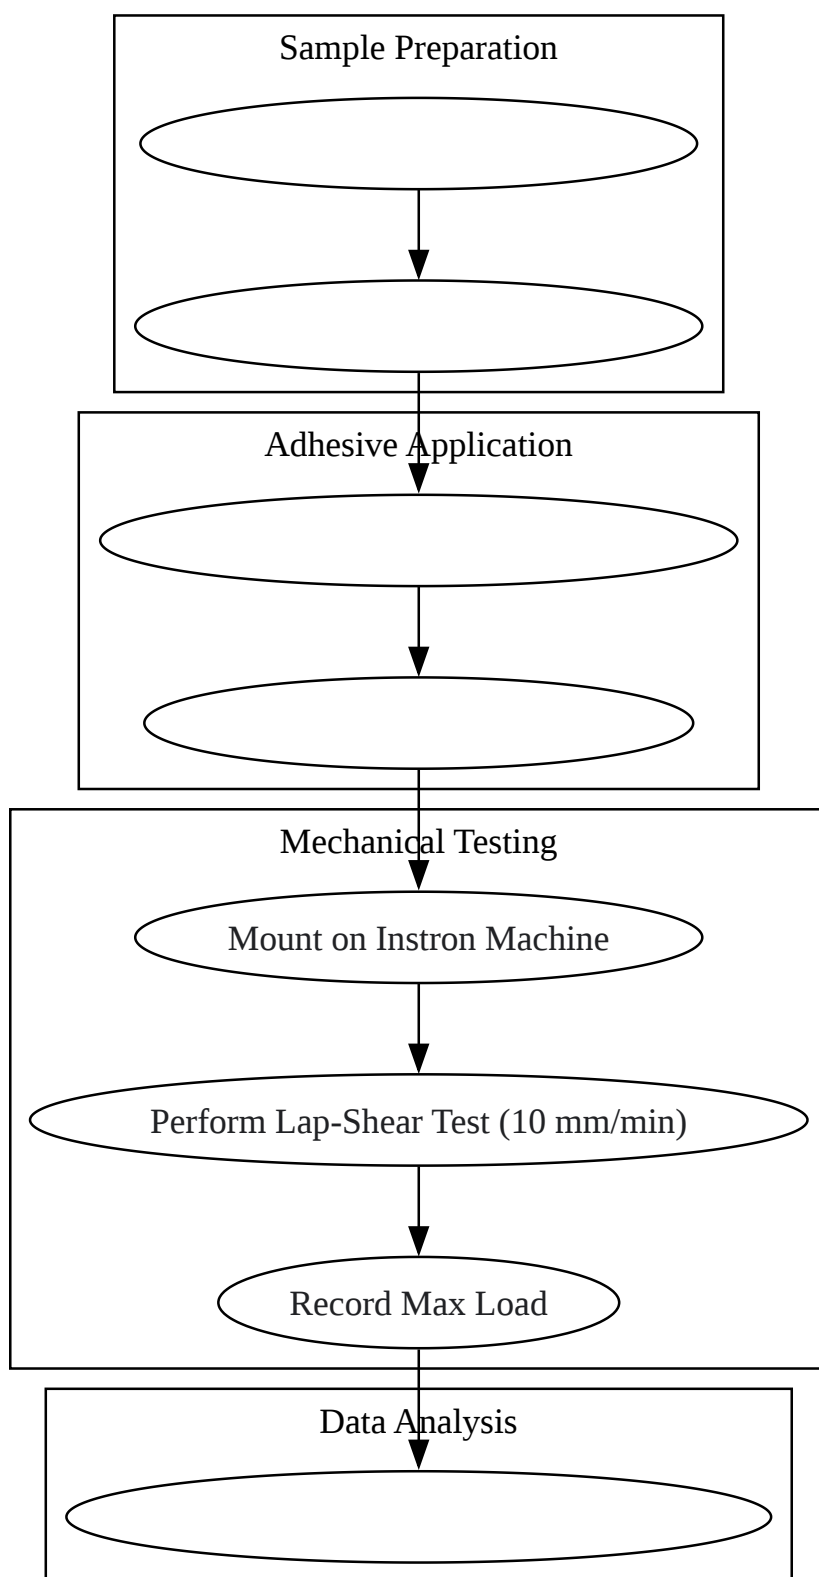 Sample Preparation
Adhesive Application
Mechanical Testing
Mount on Instron Machine
Perform Lap-Shear Test (10 mm/min)
Record Max Load
Data Analysis